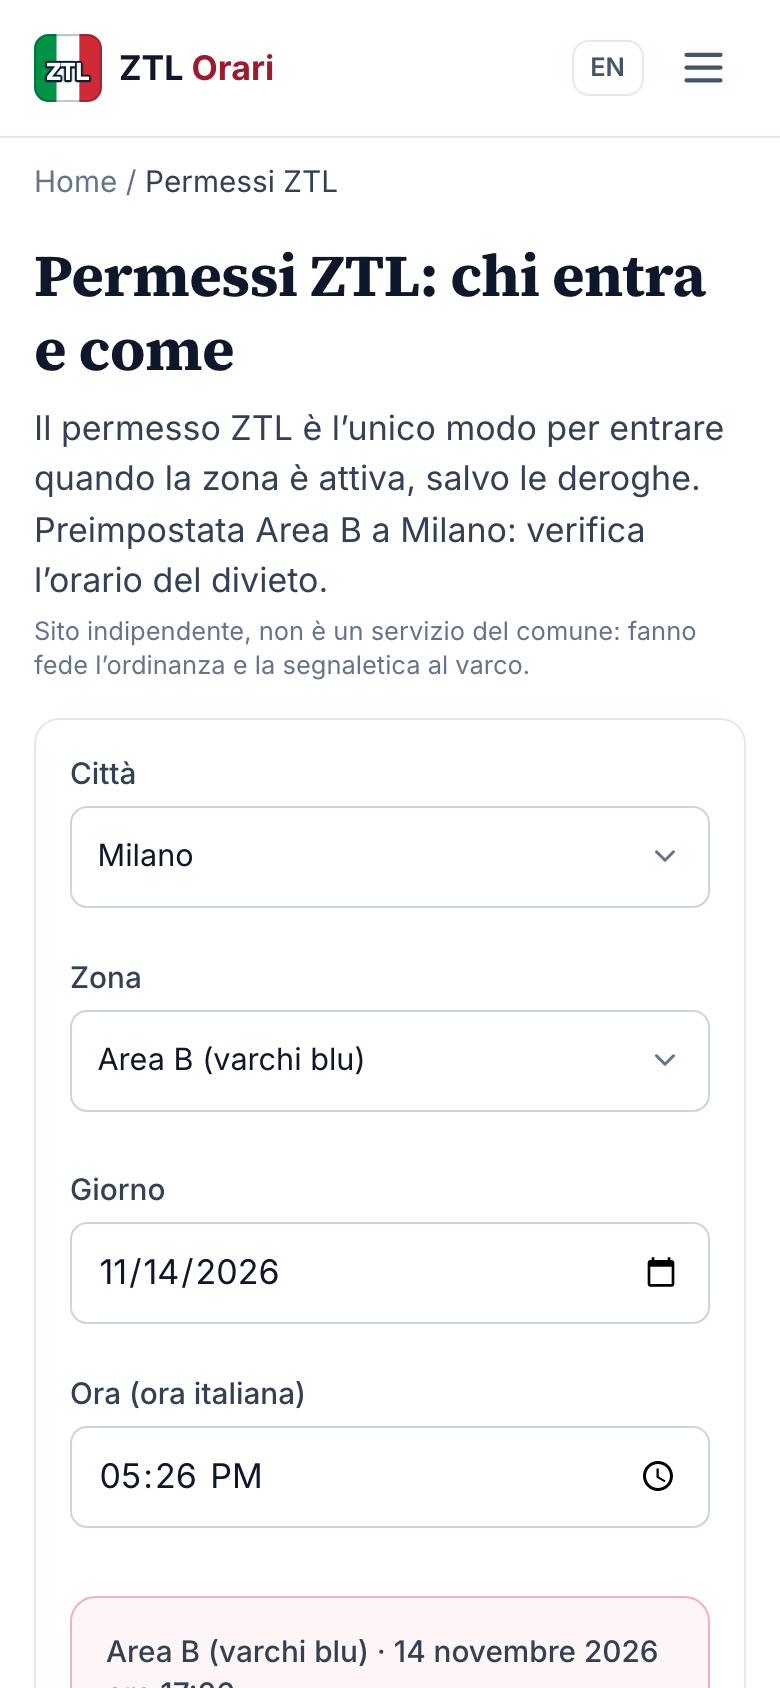 ZTL
ZTL Orari
EN
Home / Permessi ZTL
Permessi ZTL: chi entra
e come
Il permesso ZTL è l’unico modo per entrare
quando la zona è attiva, salvo le deroghe.
Preimpostata Area B a Milano: verifica
l’orario del divieto.
Sito indipendente, non è un servizio del comune: fanno
fede l’ordinanza e la segnaletica al varco.
Città
Milano
Zona
Area B (varchi blu)
Giorno
11/14/2026
Ora (ora italiana)
05:26 PM
Area B (varchi blu) · 14 novembre 2026